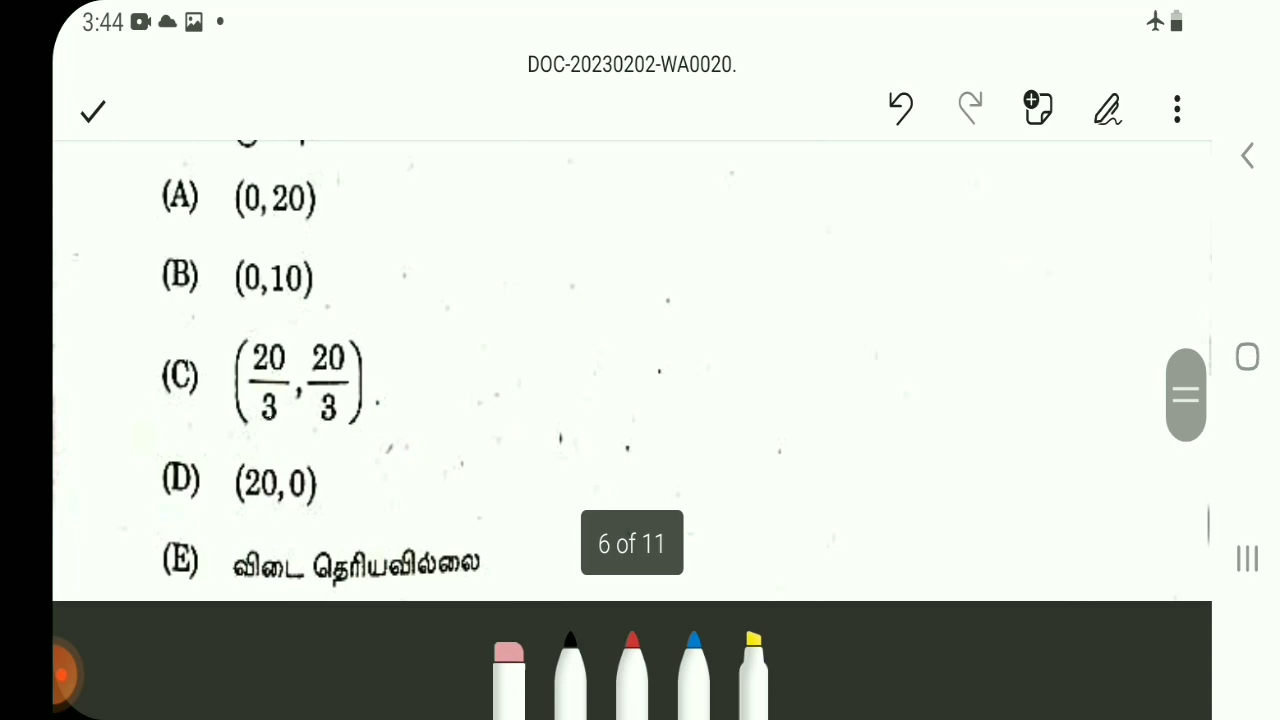 3:44
DOC-20230202-WA0020.
(A) (0,20)
(B) (0,10)
(C) (20/3, 20/3).
(D) (20,0)
(E) விடை தெரியவில்லை
6 of 11